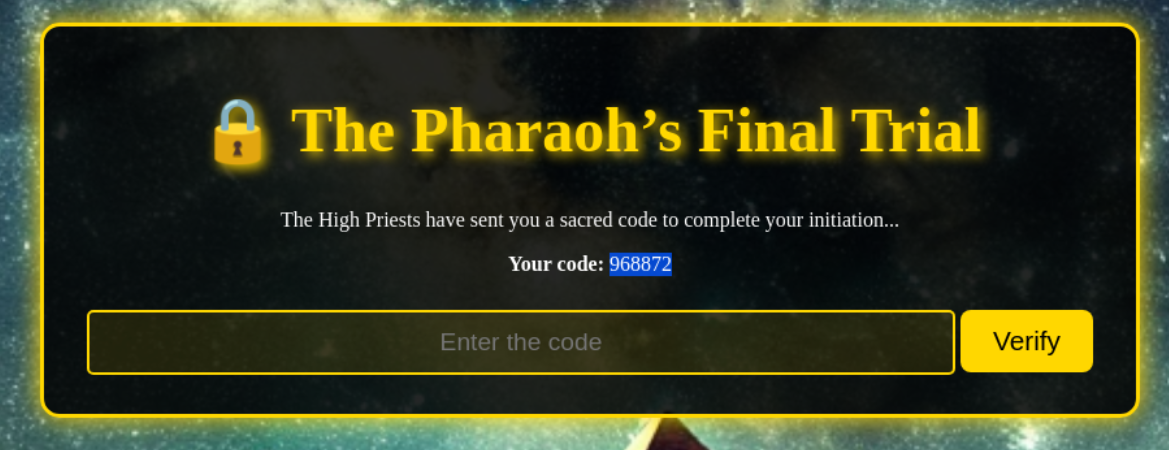 🔒 The Pharaoh’s Final Trial
The High Priests have sent you a sacred code to complete your initiation...
Your code: 968872
Enter the code
Verify